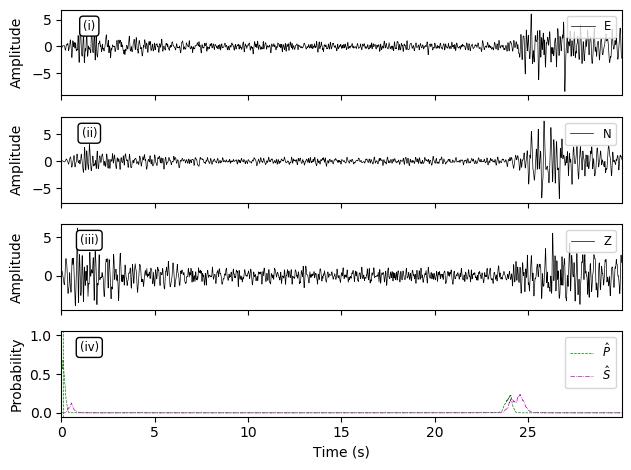 5
0
−5
Amplitude
(i)
E
5
0
−5
Amplitude
(ii)
N
5
0
Amplitude
(iii)
Z
1.0
0.5
0.0
Probability
(iv)
P̂
Ŝ
0
5
10
15
20
25
Time (s)